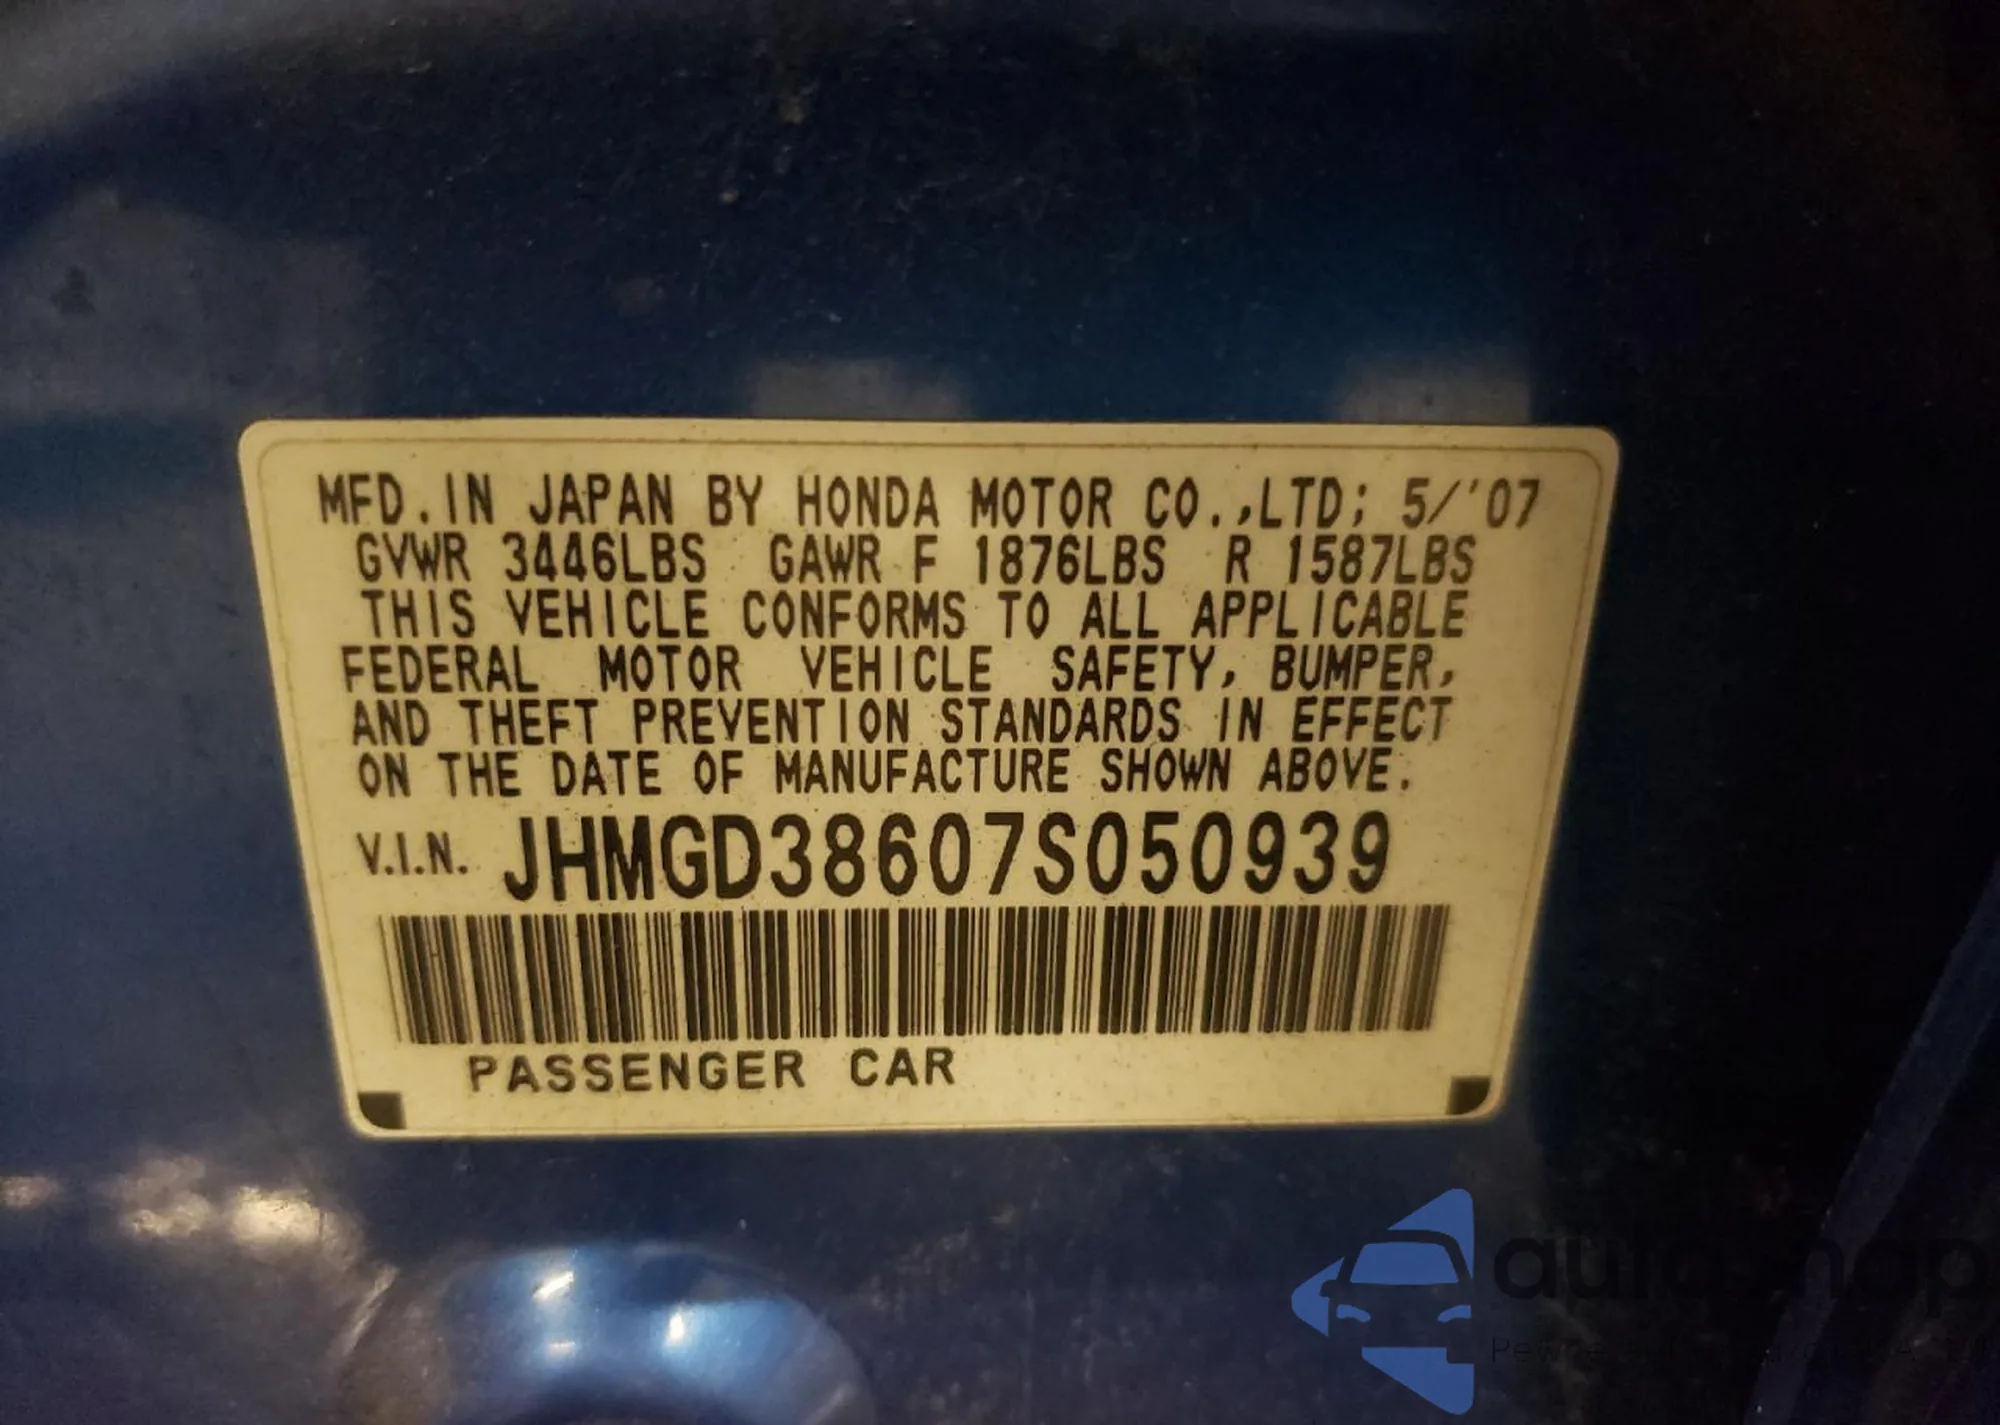 MFD.IN JAPAN BY HONDA MOTOR CO.,LTD; 5/'07
GVWR 3446LBS GAWR F 1876LBS R 1587LBS
THIS VEHICLE CONFORMS TO ALL APPLICABLE
FEDERAL MOTOR VEHICLE SAFETY, BUMPER,
AND THEFT PREVENTION STANDARDS IN EFFECT
ON THE DATE OF MANUFACTURE SHOWN ABOVE.
V.I.N. JHMGD38607S050939
PASSENGER CAR
auto map